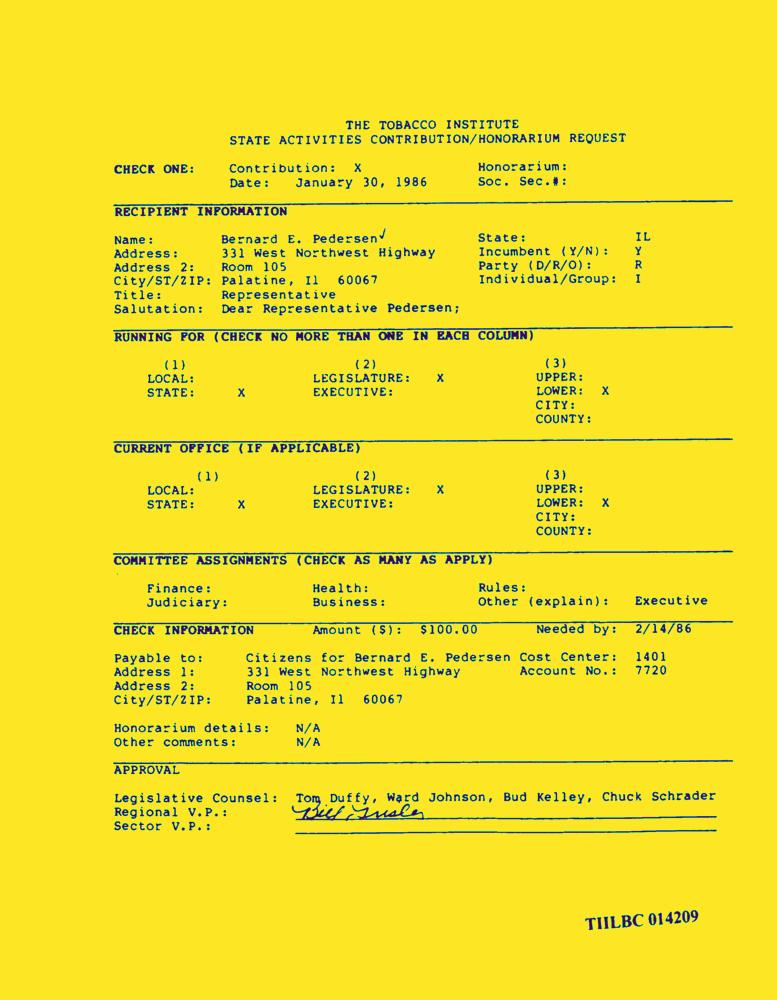 THE TOBACCO INSTITUTE
STATE ACTIVITIES CONTRIBUTION/HONORARIUM REQUEST
CHECK ONE: Contribution: X Honorarium:
Date: January 30, 1986 Soc. Sec.#:
RECIPIENT INFORMATION
Name: Bernard E. Pedersen✓ State: IL
Address: 331 West Northwest Highway Incumbent (Y/N): Y
Address 2: Room 105 Party (D/R/O): R
City/ST/ZIP: Palatine, Il 60067 Individual/Group: I
Title: Representative
Salutation: Dear Representative Pedersen;
RUNNING FOR (CHECK NO MORE THAN ONE IN EACH COLUMN)
(1) (2) (3)
LOCAL: LEGISLATURE: X UPPER:
STATE: X EXECUTIVE: LOWER: X
CITY:
COUNTY:
CURRENT OFFICE (IF APPLICABLE)
(1) (2) (3)
LOCAL: LEGISLATURE: X UPPER:
STATE: X EXECUTIVE: LOWER: X
CITY:
COUNTY:
COMMITTEE ASSIGNMENTS (CHECK AS MANY AS APPLY)
Finance: Health: Rules:
Judiciary: Business: Other (explain): Executive
CHECK INFORMATION Amount ($): $100.00 Needed by: 2/14/86
Payable to: Citizens for Bernard E. Pedersen Cost Center: 1401
Address 1: 331 West Northwest Highway Account No.: 7720
Address 2: Room 105
City/ST/ZIP: Palatine, Il 60067
Honorarium details: N/A
Other comments: N/A
APPROVAL
Legislative Counsel: Tom Duffy, Ward Johnson, Bud Kelley, Chuck Schrader
Regional V.P.: Bill
Sector V.P.:
TIILBC 014209